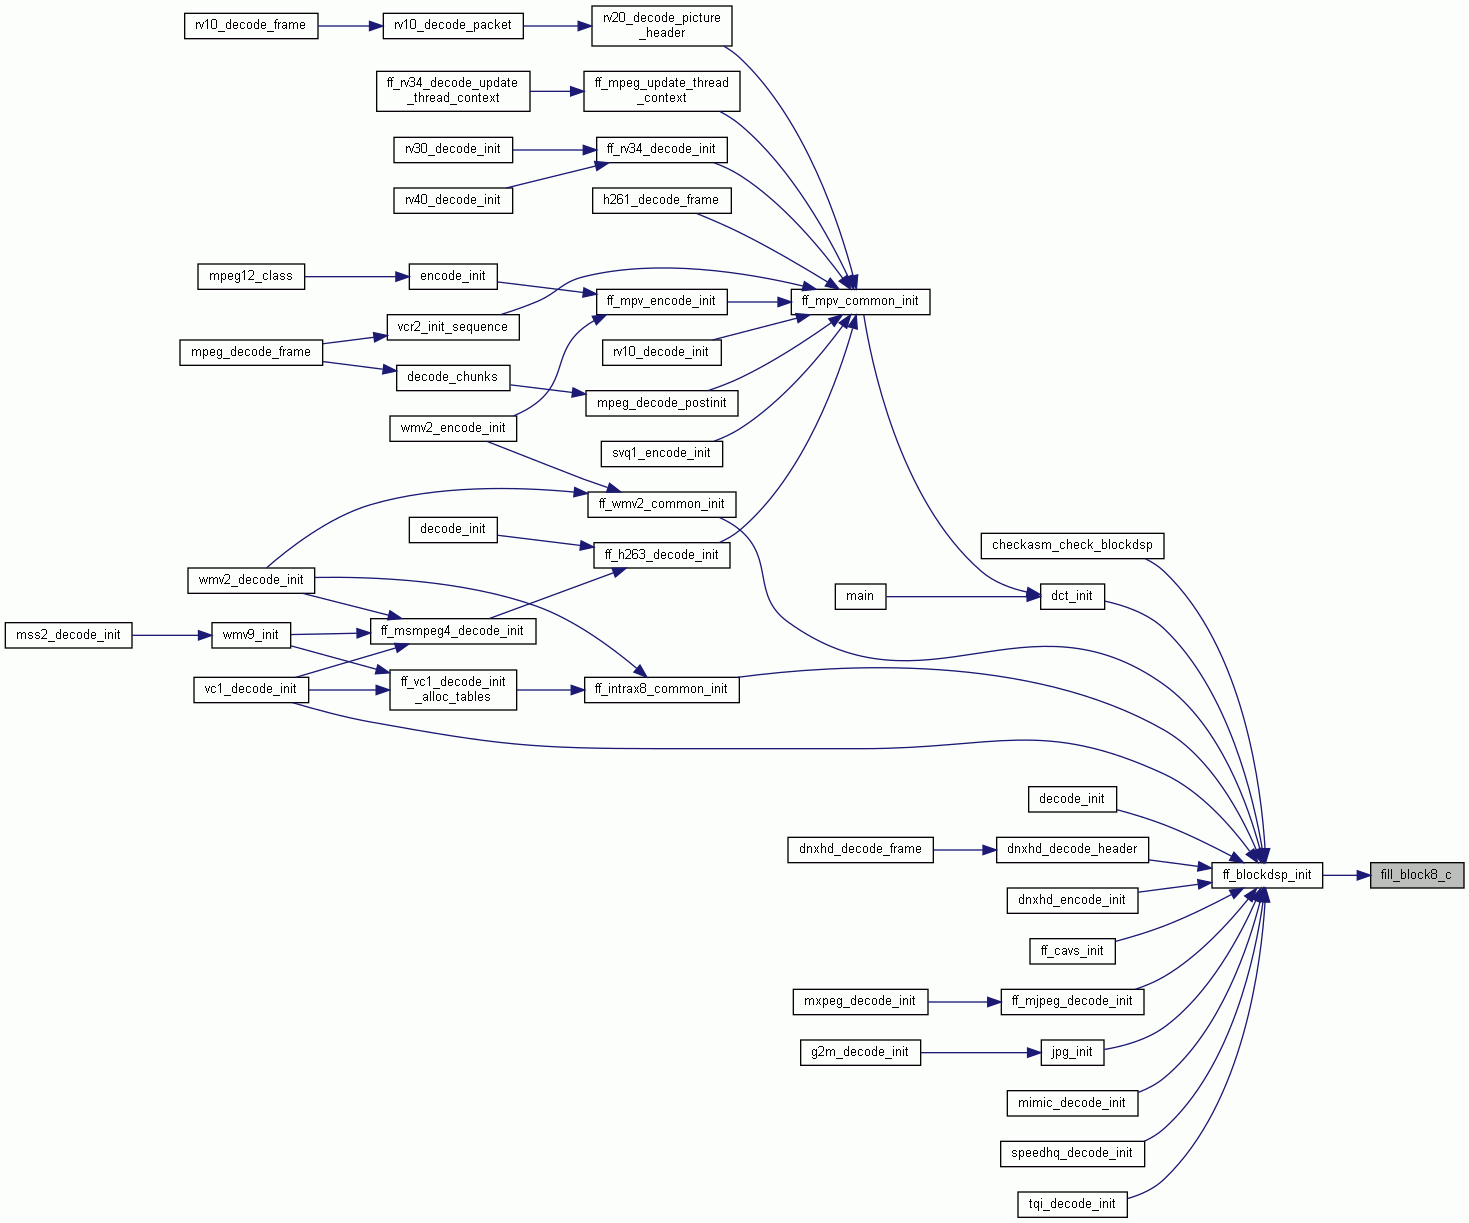 rv10_decode_frame
rv10_decode_packet
rv20_decode_picture
_header
ff_rv34_decode_update
_thread_context
ff_mpeg_update_thread
_context
rv30_decode_init
ff_rv34_decode_init
rv40_decode_init
h261_decode_frame
mpeg12_class
encode_init
ff_mpv_encode_init
ff_mpv_common_init
vcr2_init_sequence
mpeg_decode_frame
rv10_decode_init
decode_chunks
mpeg_decode_postinit
wmv2_encode_init
svq1_encode_init
ff_wmv2_common_init
decode_init
ff_h263_decode_init
checkasm_check_blockdsp
wmv2_decode_init
main
dct_init
mss2_decode_init
wmv9_init
ff_msmpeg4_decode_init
vc1_decode_init
ff_vc1_decode_init
_alloc_tables
ff_intrax8_common_init
decode_init
dnxhd_decode_frame
dnxhd_decode_header
ff_blockdsp_init
fill_block8_c
dnxhd_encode_init
ff_cavs_init
mxpeg_decode_init
ff_mjpeg_decode_init
g2m_decode_init
jpg_init
mimic_decode_init
speedhq_decode_init
tqi_decode_init